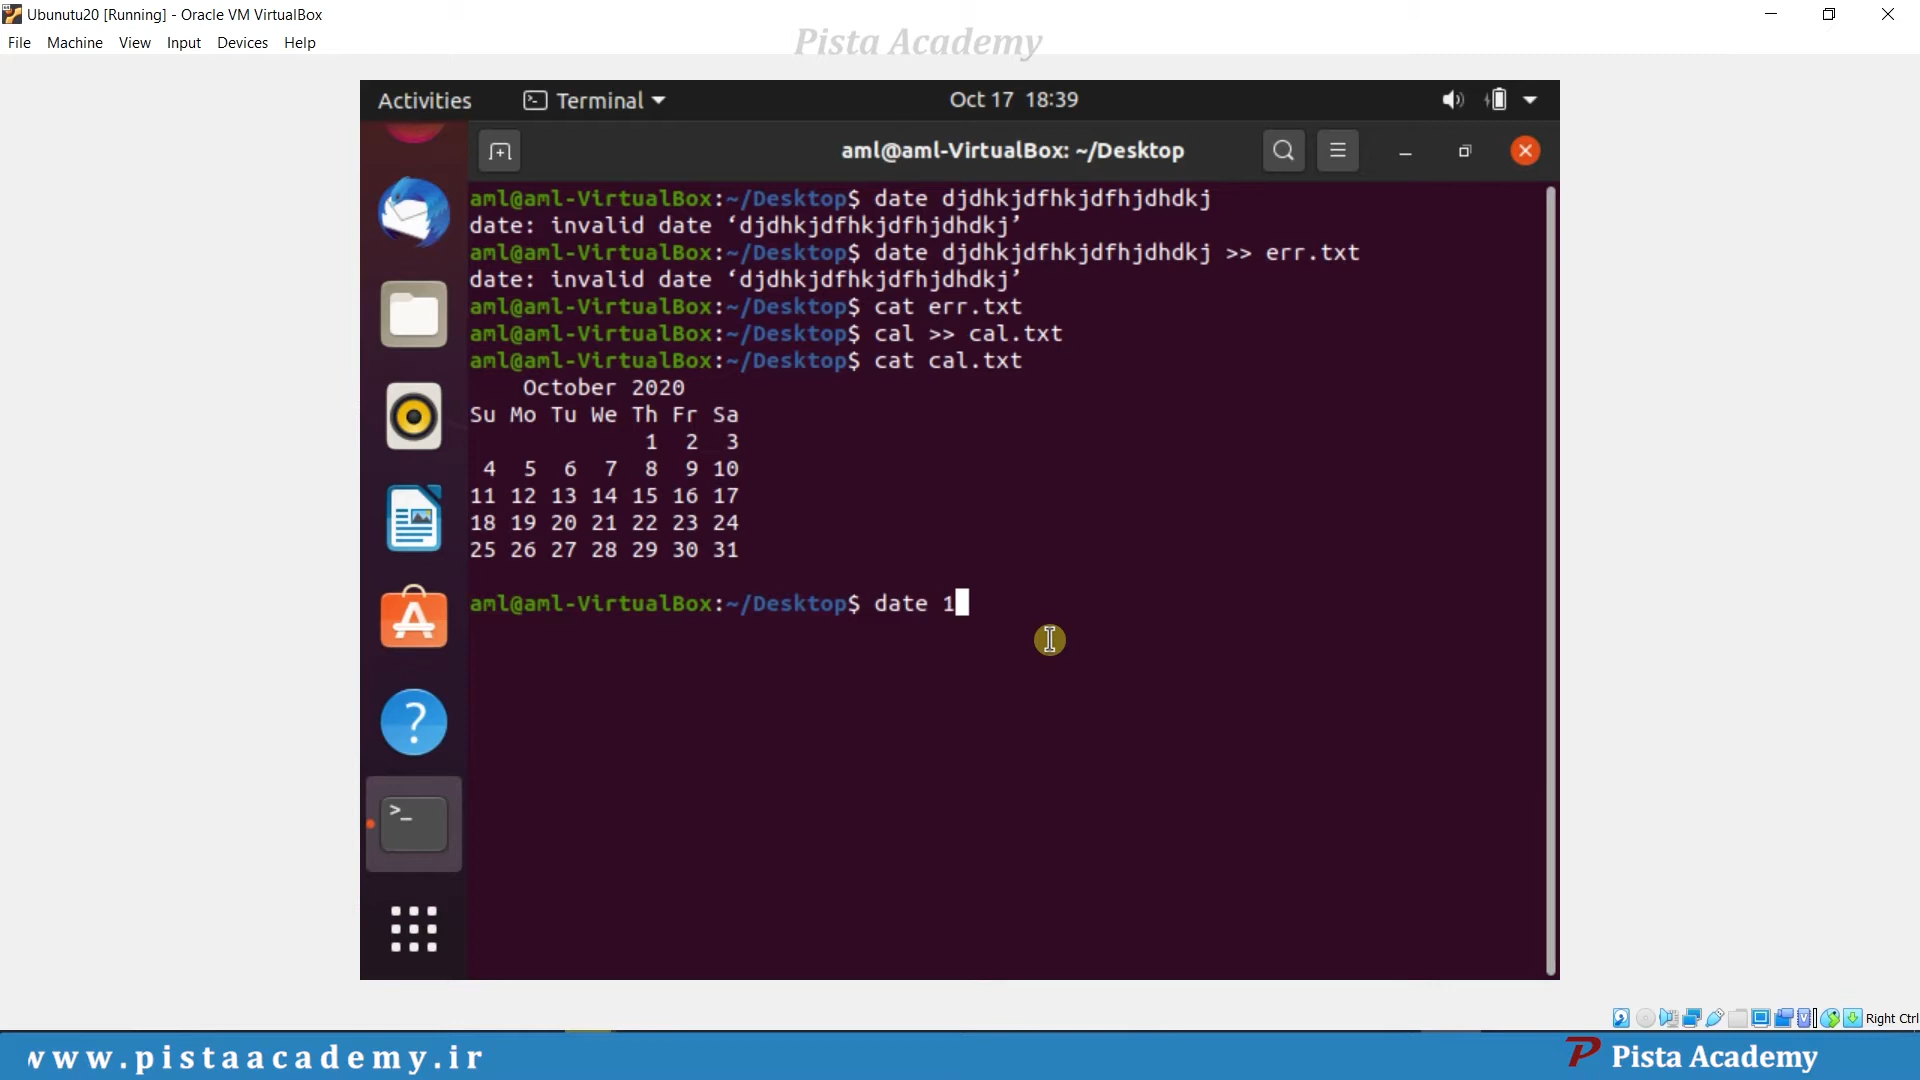 Ubunutu20 [Running] - Oracle VM VirtualBox
File Machine View Input Devices Help
Pista Academy
Activities Terminal Oct 17 18:39
aml@aml-VirtualBox: ~/Desktop
aml@aml-VirtualBox:~/Desktop$ date djdhkjdfhkjdfhjdhdkj
date: invalid date ‘djdhkjdfhkjdfhjdhdkj’
aml@aml-VirtualBox:~/Desktop$ date djdhkjdfhkjdfhjdhdkj >> err.txt
date: invalid date ‘djdhkjdfhkjdfhjdhdkj’
aml@aml-VirtualBox:~/Desktop$ cat err.txt
aml@aml-VirtualBox:~/Desktop$ cal >> cal.txt
aml@aml-VirtualBox:~/Desktop$ cat cal.txt
October 2020
Su Mo Tu We Th Fr Sa
1 2 3
4 5 6 7 8 9 10
11 12 13 14 15 16 17
18 19 20 21 22 23 24
25 26 27 28 29 30 31
aml@aml-VirtualBox:~/Desktop$ date 1
Right Ctrl
www.pistaacademy.ir Pista Academy